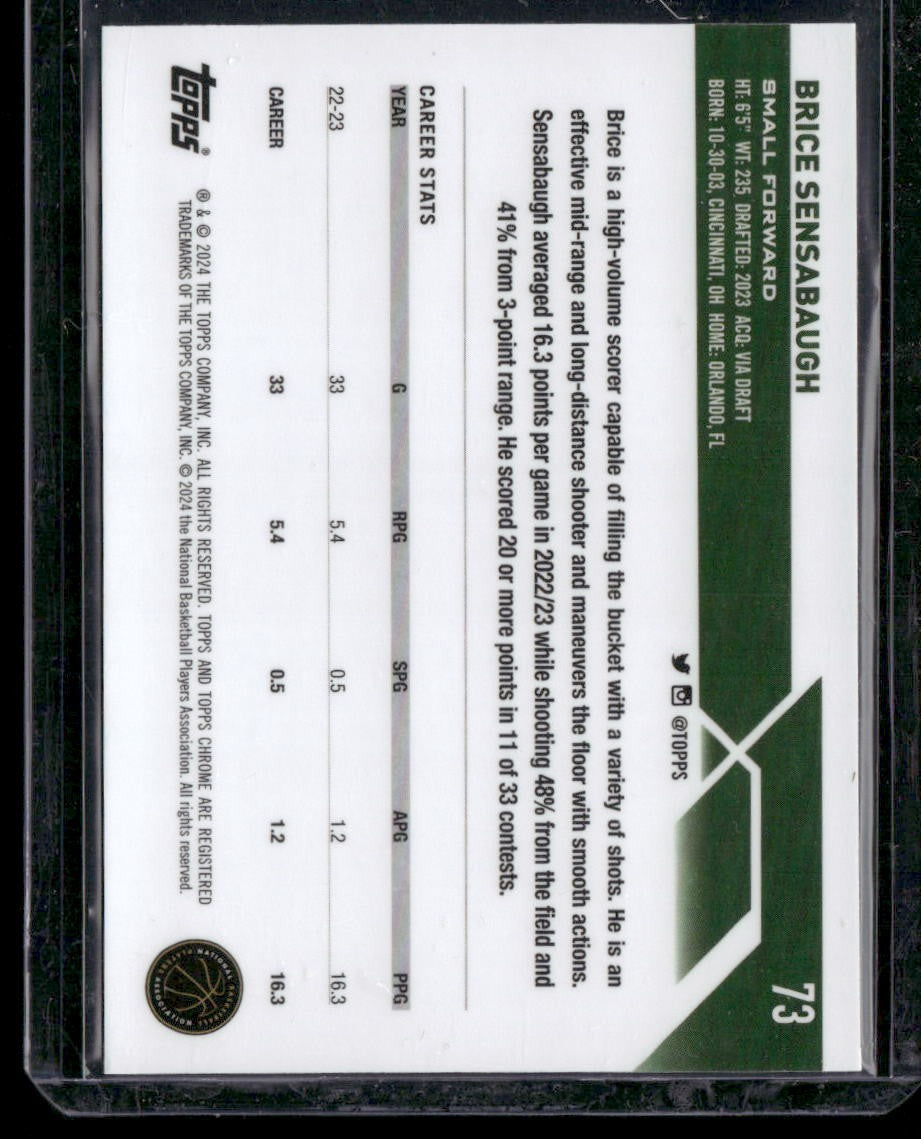 BRICE SENSABAUGH
73
SMALL FORWARD
HT: 6'5" WT: 235 DRAFTED: 2023 ACQ: VIA DRAFT
BORN: 10-30-03, CINCINNATI, OH HOME: ORLANDO, FL
@TOPPS
Brice is a high-volume scorer capable of filling the bucket with a variety of shots. He is an
effective mid-range and long-distance shooter and maneuvers the floor with smooth actions.
Sensabaugh averaged 16.3 points per game in 2022/23 while shooting 48% from the field and
41% from 3-point range. He scored 20 or more points in 11 of 33 contests.
CAREER STATS
YEAR G RPG SPG APG PPG
22-23 33 5.4 0.5 1.2 16.3
CAREER 33 5.4 0.5 1.2 16.3
topps®
® & © 2024 THE TOPPS COMPANY, INC. ALL RIGHTS RESERVED. TOPPS AND TOPPS CHROME ARE REGISTERED
TRADEMARKS OF THE TOPPS COMPANY, INC. © 2024 the National Basketball Players Association. All rights reserved.
NATIONAL BASKETBALL PLAYERS ASSOCIATION